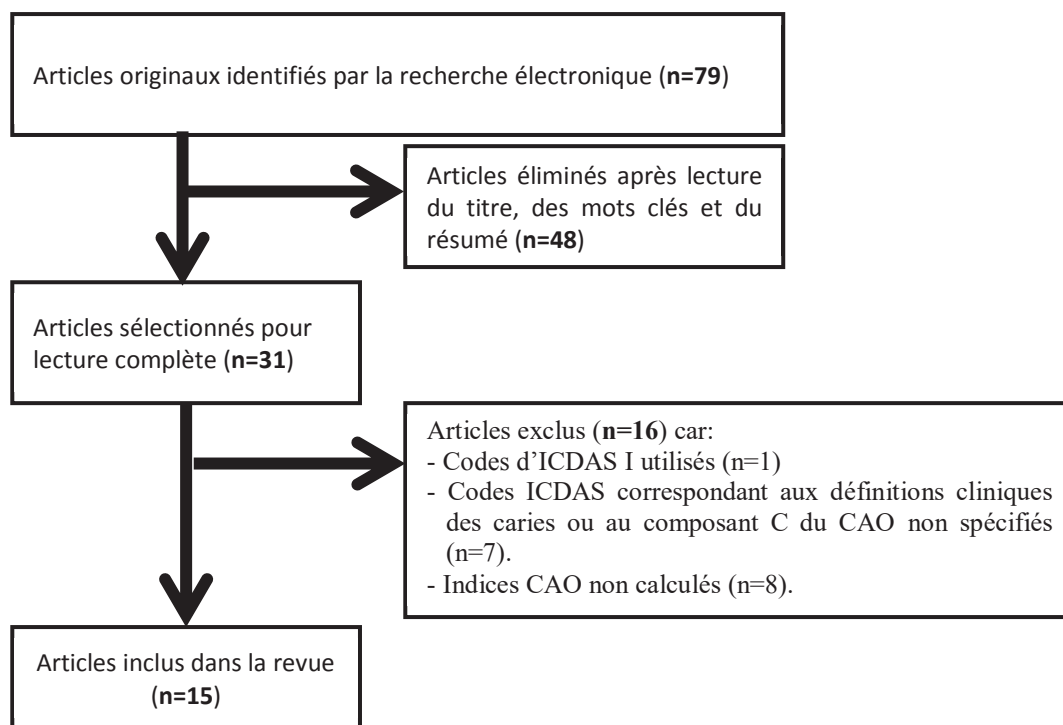 Articles originaux identifiés par la recherche électronique (n=79)
Articles éliminés après lecture
du titre, des mots clés et du
résumé (n=48)
Articles sélectionnés pour
lecture complète (n=31)
Articles exclus (n=16) car:
- Codes d’ICDAS I utilisés (n=1)
- Codes ICDAS correspondant aux définitions cliniques
des caries ou au composant C du CAO non spécifiés
(n=7).
- Indices CAO non calculés (n=8).
Articles inclus dans la revue
(n=15)